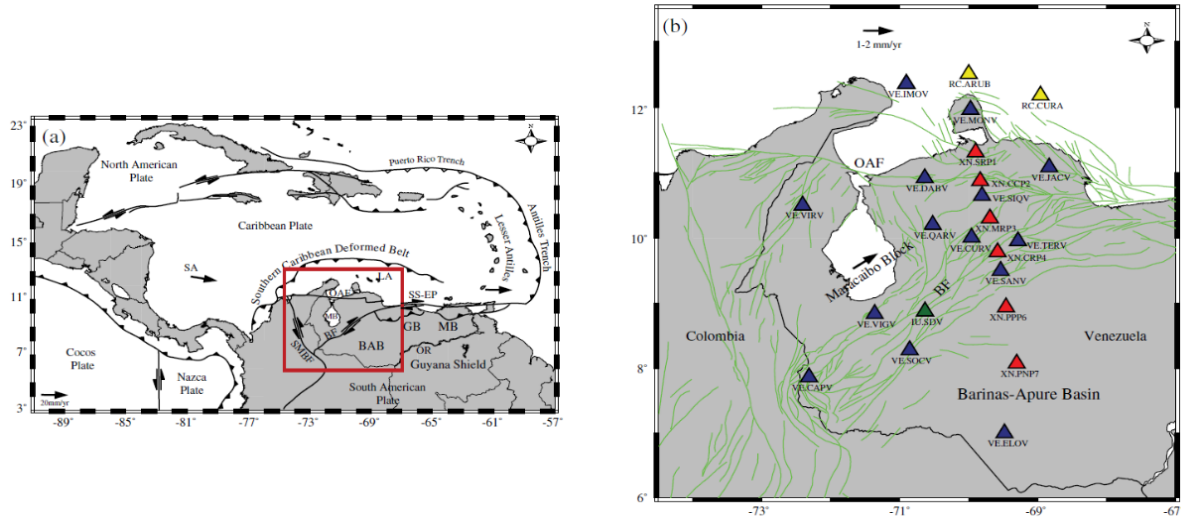 (a)
N
23°
19°
15°
11°
7°
3°
-89°
-85°
-81°
-77°
-73°
-69°
-65°
-61°
-57°
North American
Plate
Puerto Rico Trench
Caribbean Plate
Lesser Antilles
Antilles Trench
Southern Caribbean Deformed Belt
SA
LA
OAF
SS-EP
MB
BF
SMBF
GB
MB
BAB
OR
Guyana Shield
Cocos
Plate
Nazca
Plate
South American
Plate
20mm/yr
(b)
1-2 mm/yr
N
12°
10°
8°
6°
-73°
-71°
-69°
-67
VE.IMOV
RC.ARUB
RC.CURA
VE.MONV
XN.SRP1
OAF
VE.DABV
XN.CCP2
VE.JACV
VE.SIQV
VE.VIRV
XN.MRP3
VE.QARV
VE.CURV
VE.TERV
XN.CRP4
Maracaibo Block
VE.SANV
BF
VE.VIGV
IU.SDV
XN.PPP6
Colombia
Venezuela
VE.SOCV
XN.PNP7
VE.CAPV
Barinas-Apure Basin
VE.ELOV